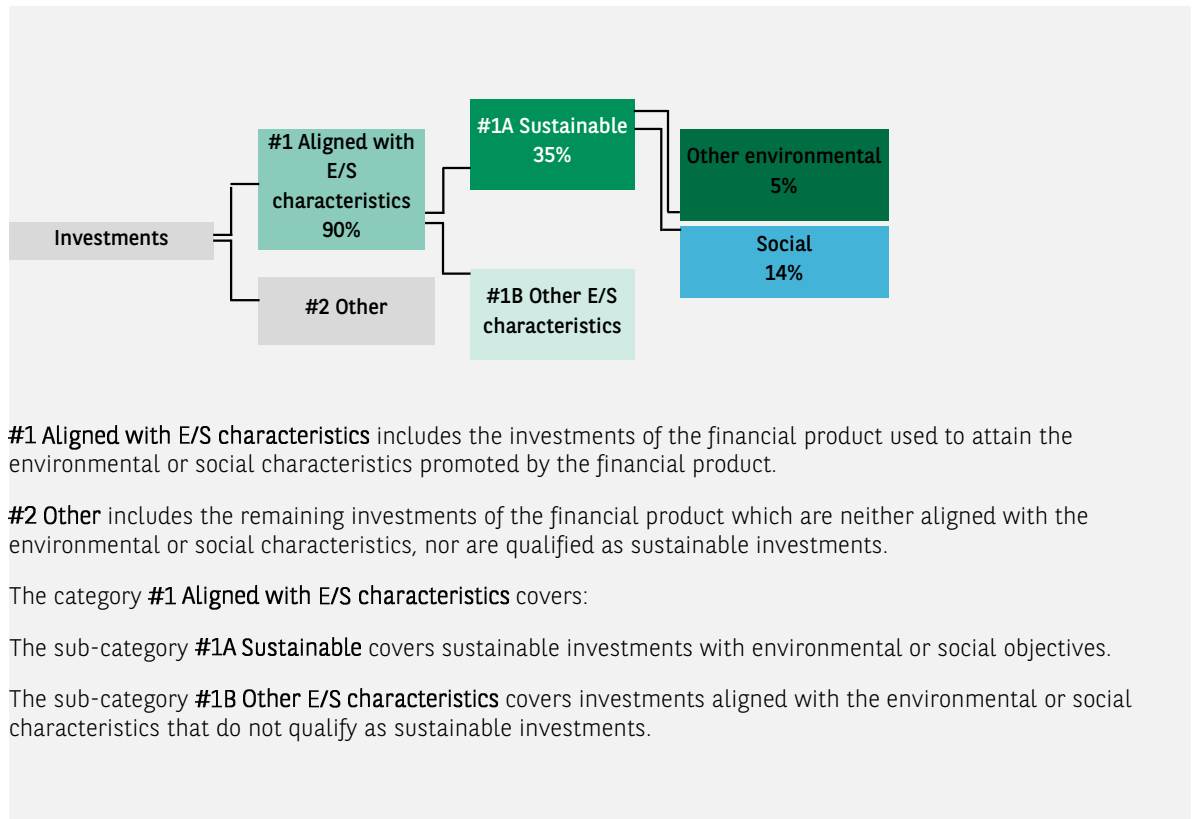 #1A Sustainable
35%
#1 Aligned with
E/S
characteristics
90%
Other environmental
5%
Investments
Social
14%
#2 Other
#1B Other E/S
characteristics
#1 Aligned with E/S characteristics includes the investments of the financial product used to attain the
environmental or social characteristics promoted by the financial product.
#2 Other includes the remaining investments of the financial product which are neither aligned with the
environmental or social characteristics, nor are qualified as sustainable investments.
The category #1 Aligned with E/S characteristics covers:
The sub-category #1A Sustainable covers sustainable investments with environmental or social objectives.
The sub-category #1B Other E/S characteristics covers investments aligned with the environmental or social
characteristics that do not qualify as sustainable investments.